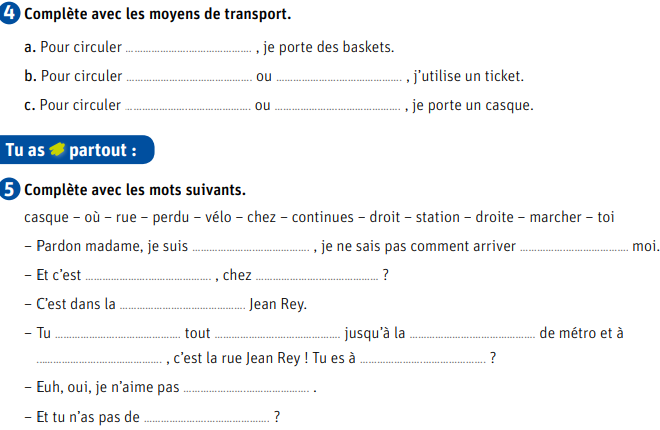 4 Complète avec les moyens de transport.
a. Pour circuler ........................................ , je porte des baskets.
b. Pour circuler ........................................ ou ........................................ , j'utilise un ticket.
c. Pour circuler ........................................ ou ........................................ , je porte un casque.
Tu as partout :
5 Complète avec les mots suivants.
casque – où – rue – perdu – vélo – chez – continues – droit – station – droite – marcher – toi
– Pardon madame, je suis ........................................ , je ne sais pas comment arriver ........................................ moi.
– Et c'est ........................................ , chez ........................................ ?
– C'est dans la ........................................ Jean Rey.
– Tu ........................................ tout ........................................ jusqu'à la ........................................ de métro et à
........................................ , c'est la rue Jean Rey ! Tu es à ........................................ ?
– Euh, oui, je n'aime pas ........................................ .
– Et tu n'as pas de ........................................ ?